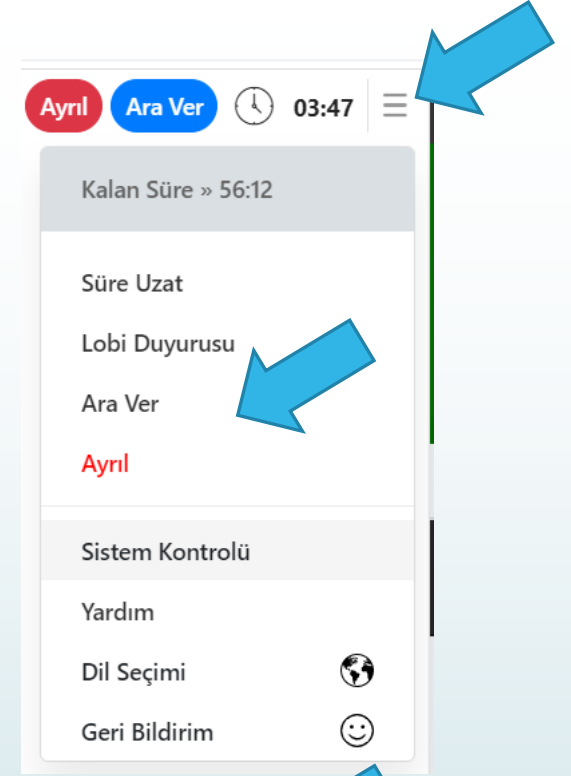 Ayrıl Ara Ver 03:47
Kalan Süre » 56:12
Süre Uzat
Lobi Duyurusu
Ara Ver
Ayrıl
Sistem Kontrolü
Yardım
Dil Seçimi
Geri Bildirim